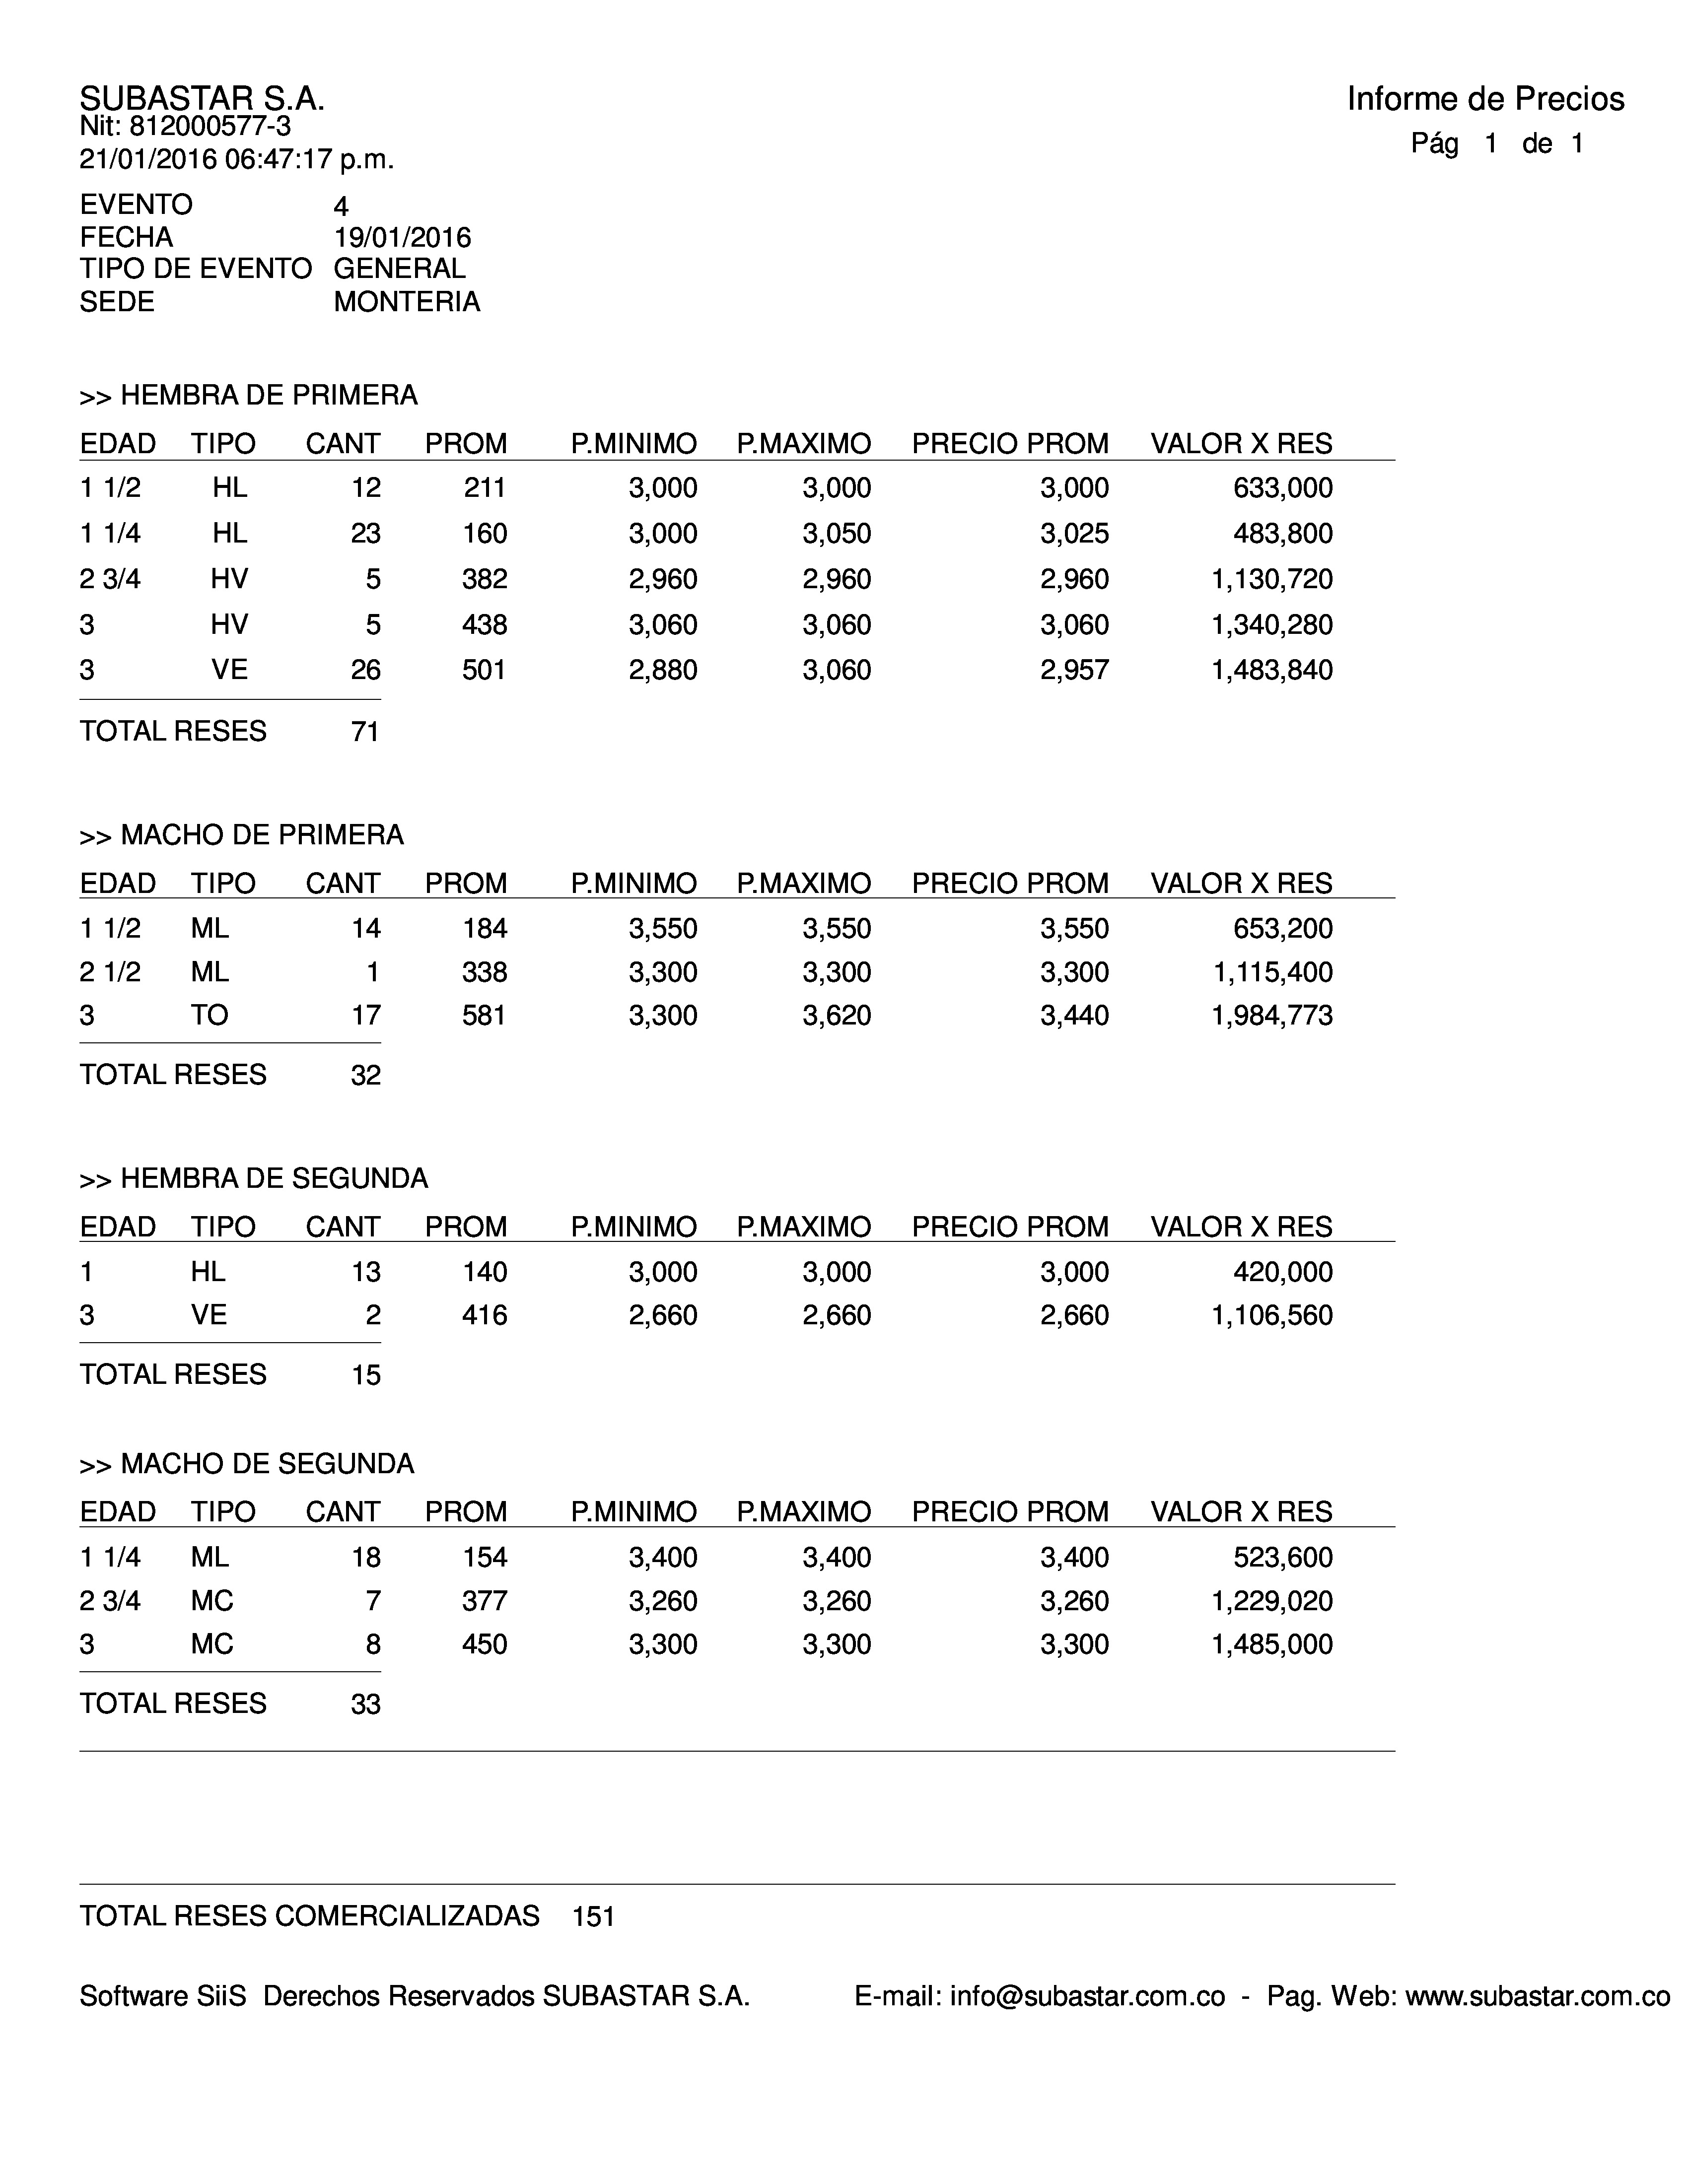 SUBASTAR S.A.
Informe de Precios
Nit: 812000577-3
Pág 1 de 1
21/01/2016 06:47:17 p.m.
EVENTO 4
FECHA 19/01/2016
TIPO DE EVENTO GENERAL
SEDE MONTERIA
>> HEMBRA DE PRIMERA
EDAD TIPO CANT PROM P.MINIMO P.MAXIMO PRECIO PROM VALOR X RES
1 1/2 HL 12 211 3,000 3,000 3,000 633,000
1 1/4 HL 23 160 3,000 3,050 3,025 483,800
2 3/4 HV 5 382 2,960 2,960 2,960 1,130,720
3 HV 5 438 3,060 3,060 3,060 1,340,280
3 VE 26 501 2,880 3,060 2,957 1,483,840
TOTAL RESES 71
>> MACHO DE PRIMERA
EDAD TIPO CANT PROM P.MINIMO P.MAXIMO PRECIO PROM VALOR X RES
1 1/2 ML 14 184 3,550 3,550 3,550 653,200
2 1/2 ML 1 338 3,300 3,300 3,300 1,115,400
3 TO 17 581 3,300 3,620 3,440 1,984,773
TOTAL RESES 32
>> HEMBRA DE SEGUNDA
EDAD TIPO CANT PROM P.MINIMO P.MAXIMO PRECIO PROM VALOR X RES
1 HL 13 140 3,000 3,000 3,000 420,000
3 VE 2 416 2,660 2,660 2,660 1,106,560
TOTAL RESES 15
>> MACHO DE SEGUNDA
EDAD TIPO CANT PROM P.MINIMO P.MAXIMO PRECIO PROM VALOR X RES
1 1/4 ML 18 154 3,400 3,400 3,400 523,600
2 3/4 MC 7 377 3,260 3,260 3,260 1,229,020
3 MC 8 450 3,300 3,300 3,300 1,485,000
TOTAL RESES 33
TOTAL RESES COMERCIALIZADAS 151
Software SiiS Derechos Reservados SUBASTAR S.A. E-mail: info@subastar.com.co - Pag. Web: www.subastar.com.co